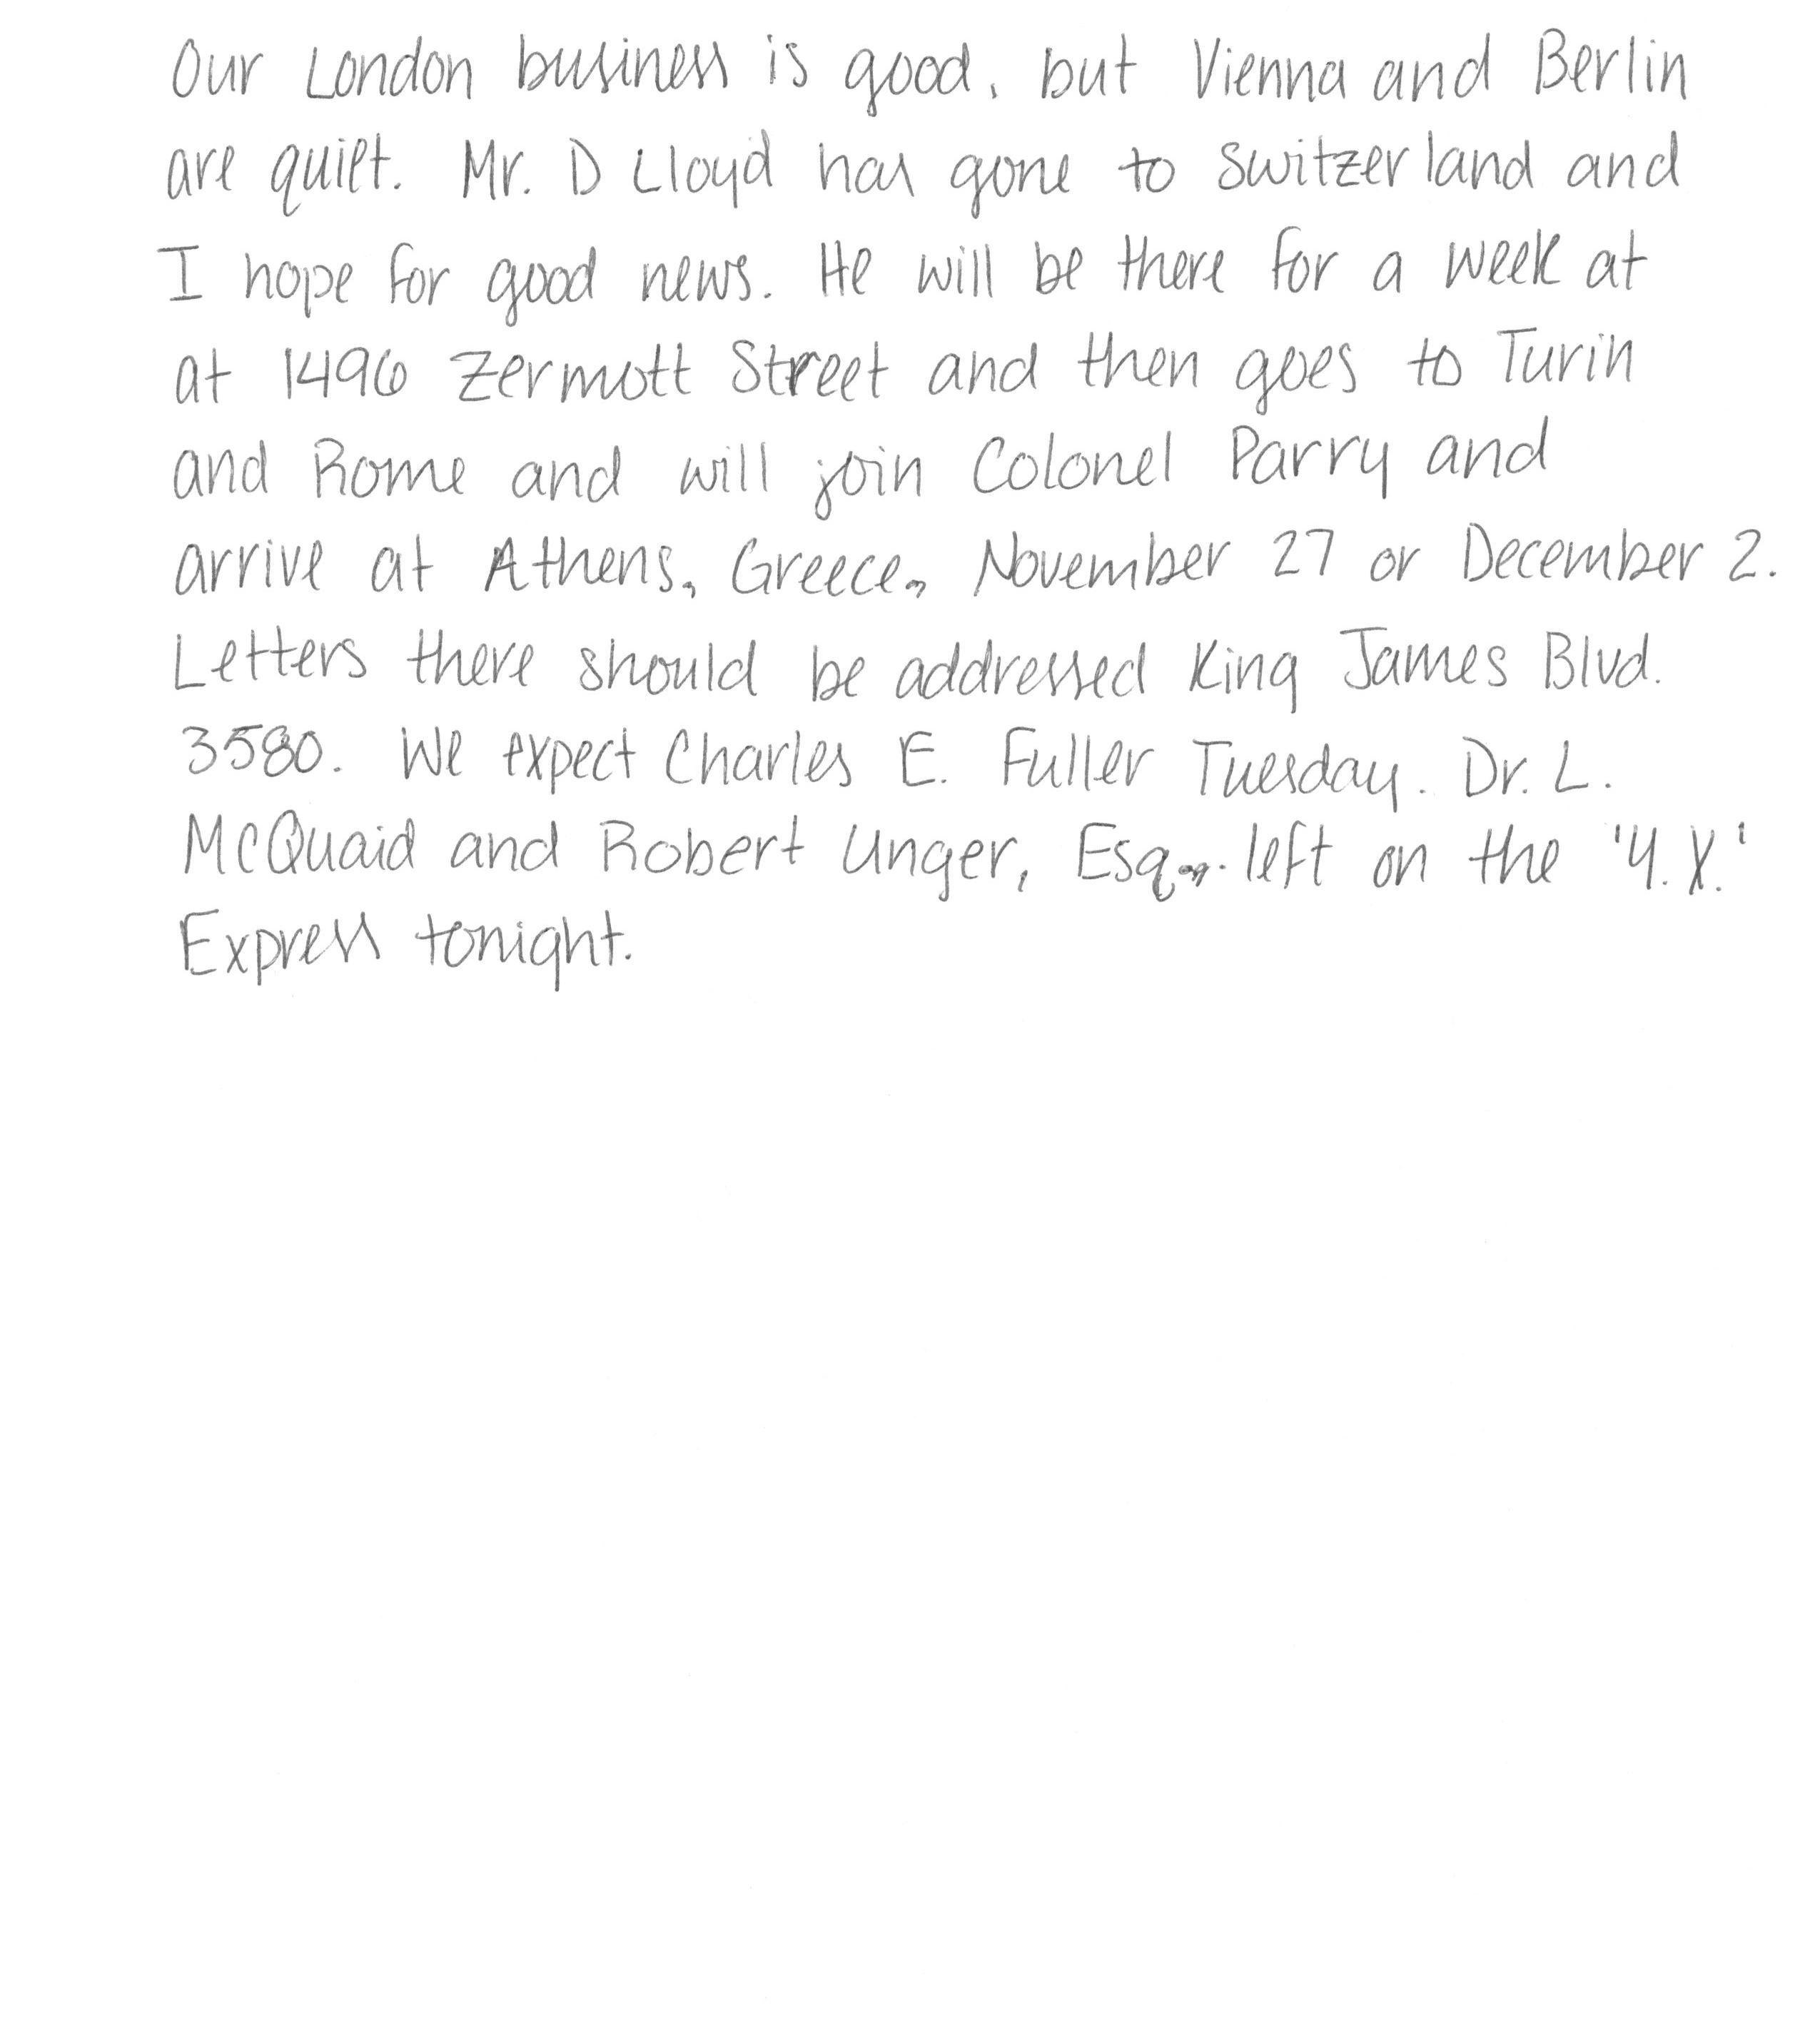 Our London business is good, but Vienna and Berlin
are quiet. Mr. D Lloyd has gone to Switzerland and
I hope for good news. He will be there for a week at
at 1496 Zermott Street and then goes to Turin
and Rome and will join Colonel Parry and
arrive at Athens, Greece, November 27 or December 2.
Letters there should be addressed King James Blvd.
3580. We expect Charles E. Fuller Tuesday. Dr. L.
McQuaid and Robert Unger, Esq., left on the 'Y.X.'
Express tonight.